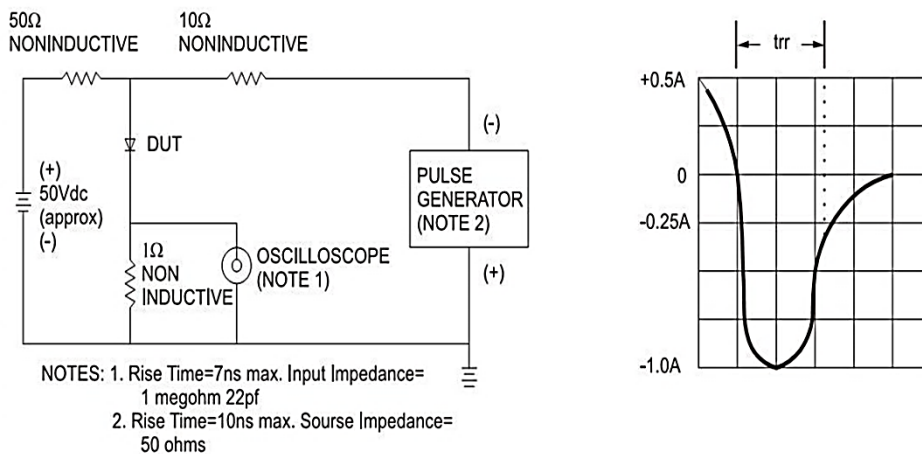 50Ω
NONINDUCTIVE
10Ω
NONINDUCTIVE
DUT
(+)
50Vdc
(approx)
(-)
1Ω
NON
INDUCTIVE
OSCILLOSCOPE
(NOTE 1)
(-)
PULSE
GENERATOR
(NOTE 2)
(+)
NOTES: 1. Rise Time=7ns max. Input Impedance=
1 megohm 22pf
2. Rise Time=10ns max. Sourse Impedance=
50 ohms
trr
+0.5A
0
-0.25A
-1.0A